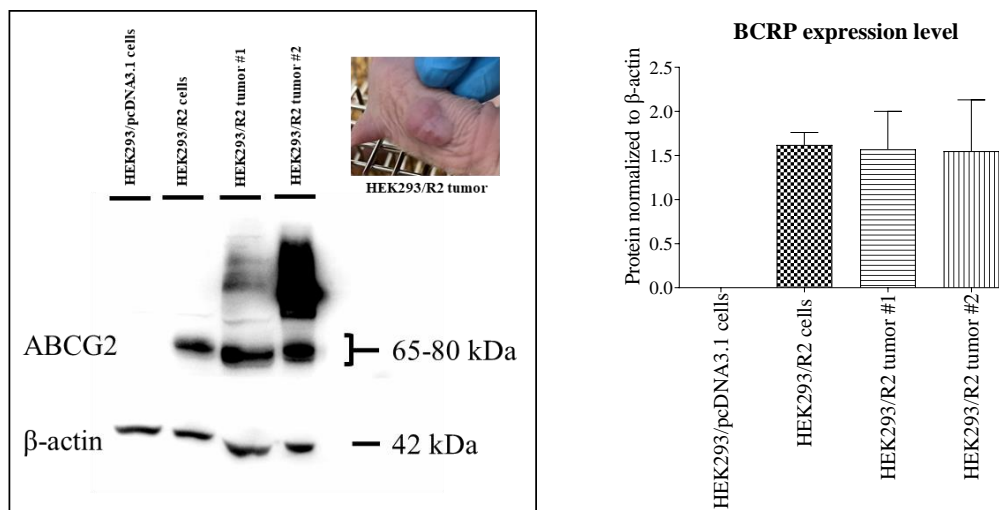 HEK293/pcDNA3.1 cells
HEK293/R2 cells
HEK293/R2 tumor #1
HEK293/R2 tumor #2
HEK293/R2 tumor
ABCG2
65-80 kDa
β-actin
42 kDa
BCRP expression level
Protein normalized to β-actin
2.5
2.0
1.5
1.0
0.5
0.0
HEK293/pcDNA3.1 cells
HEK293/R2 cells
HEK293/R2 tumor #1
HEK293/R2 tumor #2